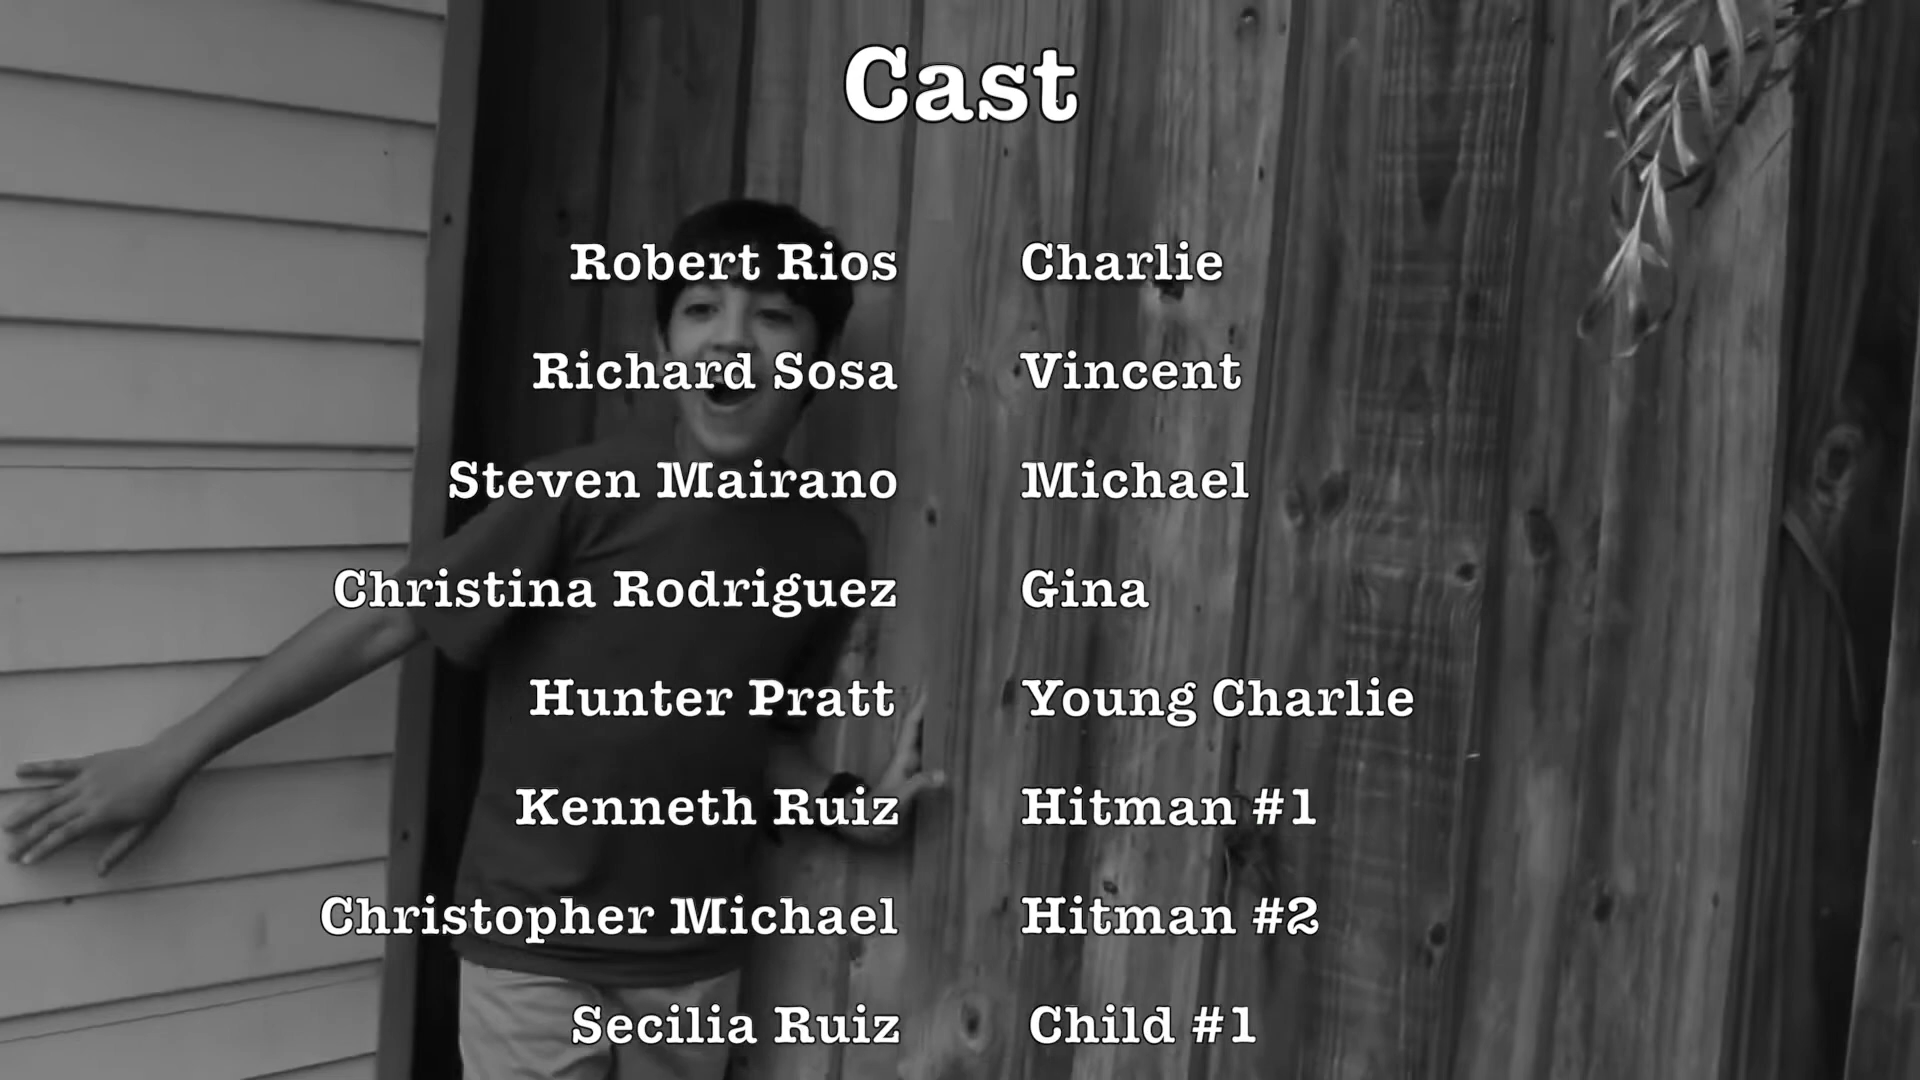 Cast
Robert Rios Charlie
Richard Sosa Vincent
Steven Mairano Michael
Christina Rodriguez Gina
Hunter Pratt Young Charlie
Kenneth Ruiz Hitman #1
Christopher Michael Hitman #2
Secilia Ruiz Child #1